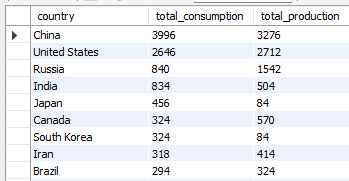 country total_consumption total_production
China 3996 3276
United States 2646 2712
Russia 840 1542
India 834 504
Japan 456 84
Canada 324 570
South Korea 324 84
Iran 318 414
Brazil 294 324